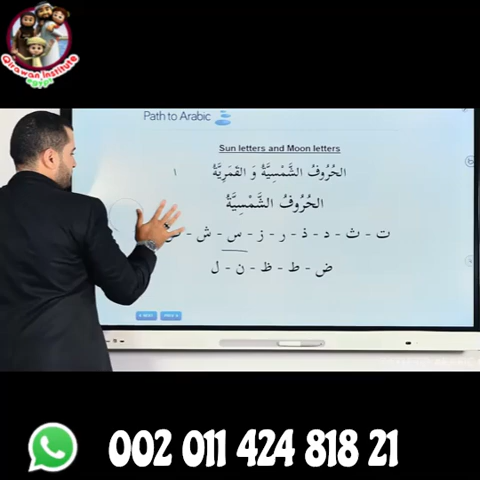 Qirawan Institute
egypt
Path to Arabic
Sun letters and Moon letters
الحُرُوفُ الشَّمْسِيَّةُ وَ القَمَرِيَّةُ ١
الحُرُوفُ الشَّمْسِيَّةُ
ت - ث - د - ذ - ر - ز - س - ش -
ض - ط - ظ - ن - ل
002 011 424 818 21